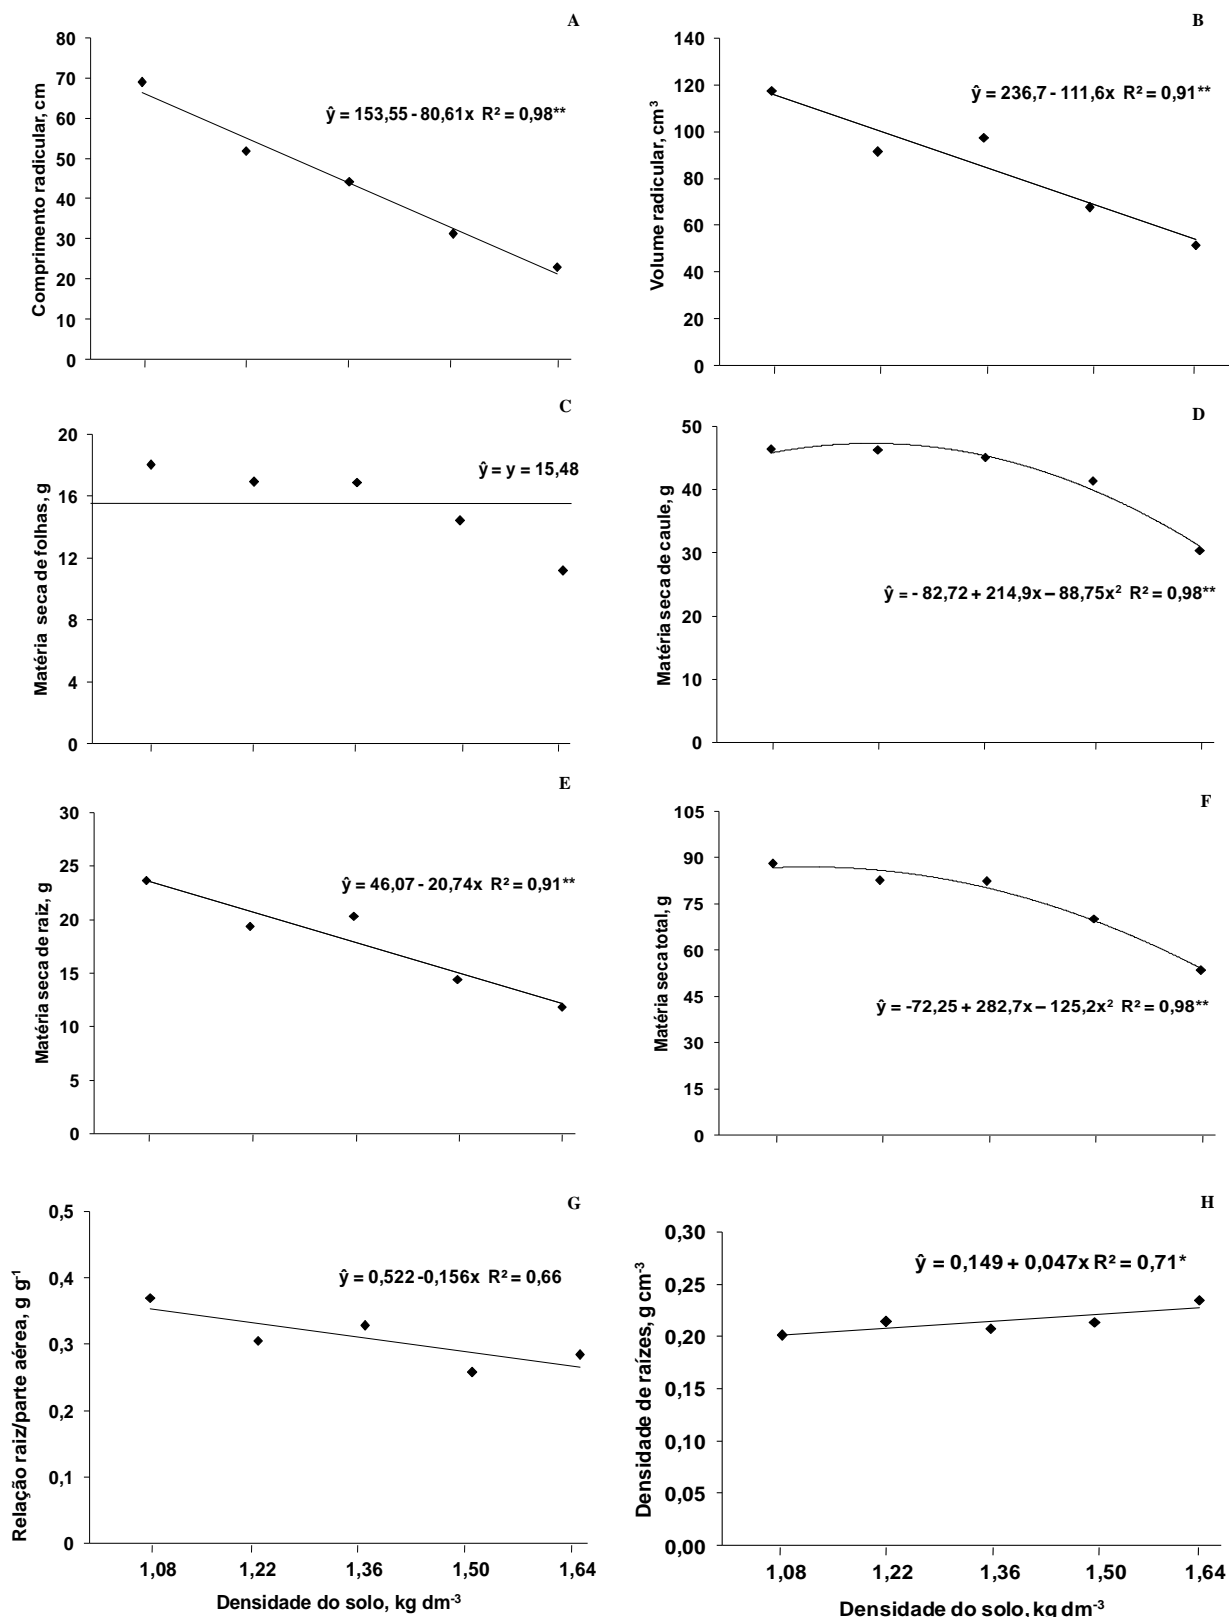 A
80
70
60
50
40
30
20
10
0
Comprimento radicular, cm
ŷ = 153,55 - 80,61x R² = 0,98**
B
140
120
100
80
60
40
20
0
Volume radicular, cm³
ŷ = 236,7 - 111,6x R² = 0,91**
C
20
16
12
8
4
0
Matéria seca de folhas, g
ŷ = y = 15,48
D
50
40
30
20
10
0
Matéria seca de caule, g
ŷ = - 82,72 + 214,9x – 88,75x² R² = 0,98**
E
30
25
20
15
10
5
0
Matéria seca de raiz, g
ŷ = 46,07 - 20,74x R² = 0,91**
F
105
90
75
60
45
30
15
0
Matéria seca total, g
ŷ = -72,25 + 282,7x – 125,2x² R² = 0,98**
G
0,5
0,4
0,3
0,2
0,1
0
Relação raiz/parte aérea, g g⁻¹
ŷ = 0,522 -0,156x R² = 0,66
1,08 1,22 1,36 1,50 1,64
Densidade do solo, kg dm⁻³
H
0,30
0,25
0,20
0,15
0,10
0,05
0,00
Densidade de raízes, g cm⁻³
ŷ = 0,149 + 0,047x R² = 0,71*
1,08 1,22 1,36 1,50 1,64
Densidade do solo, kg dm⁻³